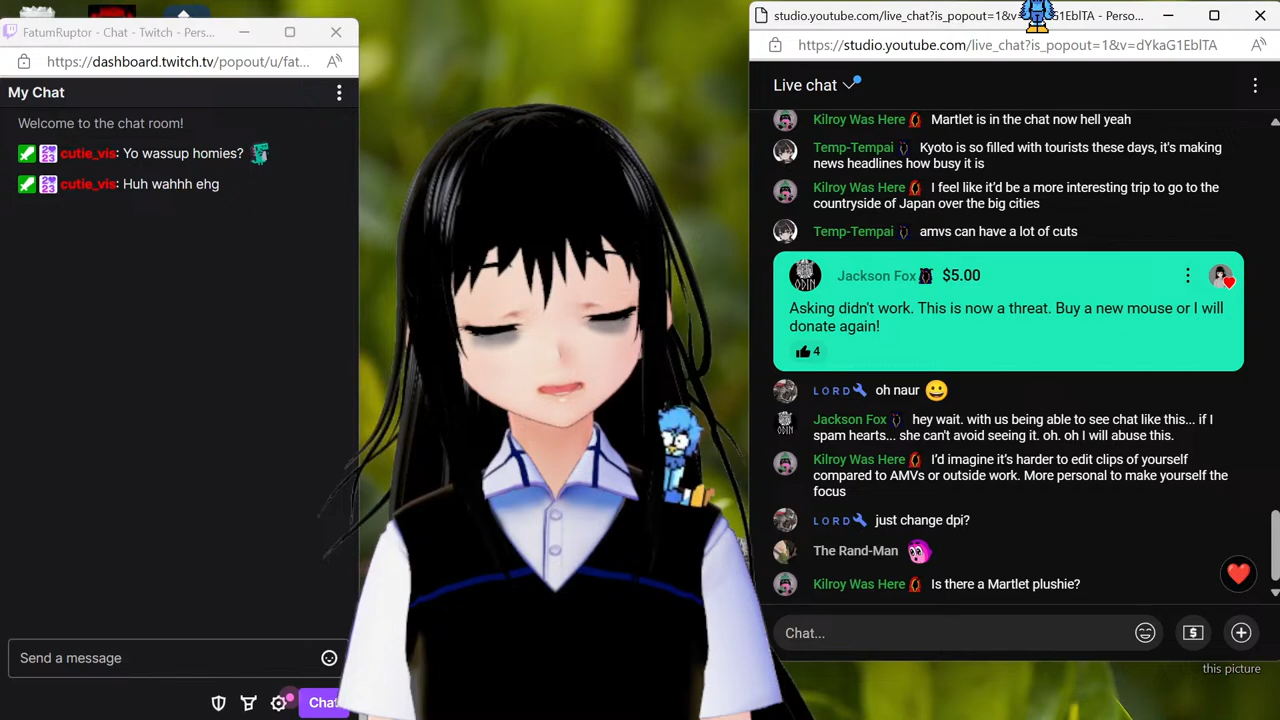 FatumRuptor - Chat - Twitch - Pers...
https://dashboard.twitch.tv/popout/u/fat...
My Chat
Welcome to the chat room!
cutie_vis: Yo wassup homies?
cutie_vis: Huh wahhh ehg
Send a message
Chat
studio.youtube.com/live_chat?is_popout=1&v= G1EblTA - Perso...
https://studio.youtube.com/live_chat?is_popout=1&v=dYkaG1EblTA
Live chat
Kilroy Was Here Martlet is in the chat now hell yeah
Temp-Tempai Kyoto is so filled with tourists these days, it's making
news headlines how busy it is
Kilroy Was Here I feel like it'd be a more interesting trip to go to the
countryside of Japan over the big cities
Temp-Tempai amvs can have a lot of cuts
ODIN Jackson Fox $5.00
Asking didn't work. This is now a threat. Buy a new mouse or I will
donate again!
4
L O R D oh naur 😀
Jackson Fox hey wait. with us being able to see chat like this... if I
ODIN spam hearts... she can't avoid seeing it. oh. oh I will abuse this.
Kilroy Was Here I'd imagine it's harder to edit clips of yourself
compared to AMVs or outside work. More personal to make yourself the
focus
L O R D just change dpi?
The Rand-Man
Kilroy Was Here Is there a Martlet plushie?
Chat...
this picture